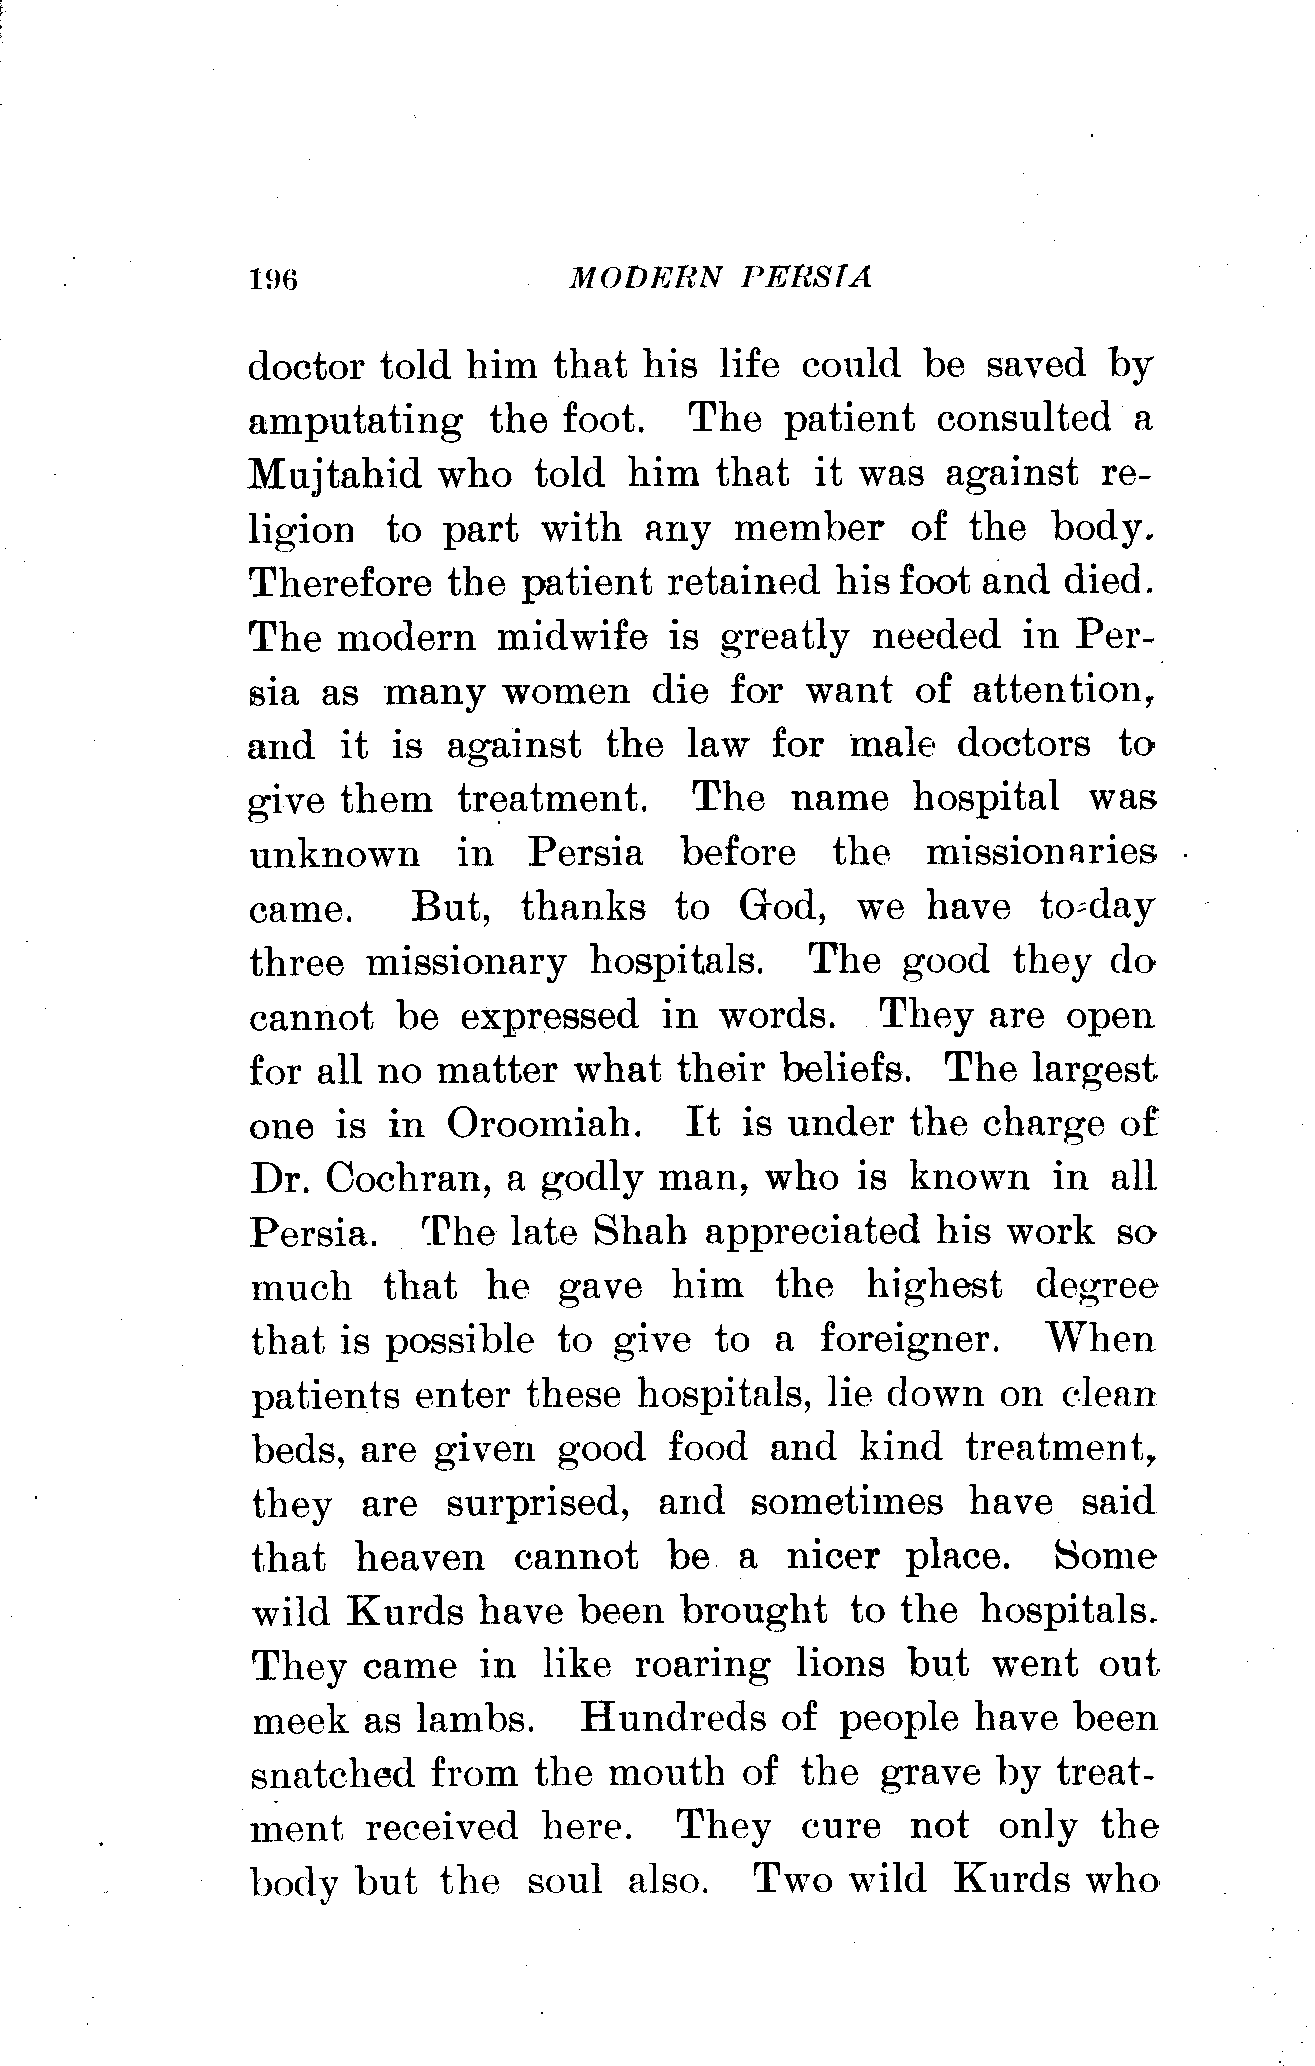 196 MODERN PERSIA
doctor told him that his life could be saved by
amputating the foot. The patient consulted a
Mujtahid who told him that it was against re-
ligion to part with any member of the body.
Therefore the patient retained his foot and died.
The modern midwife is greatly needed in Per-
sia as many women die for want of attention,
and it is against the law for male doctors to
give them treatment. The name hospital was
unknown in Persia before the missionaries
came. But, thanks to God, we have to-day
three missionary hospitals. The good they do
cannot be expressed in words. They are open
for all no matter what their beliefs. The largest
one is in Oroomiah. It is under the charge of
Dr. Cochran, a godly man, who is known in all
Persia. The late Shah appreciated his work so
much that he gave him the highest degree
that is possible to give to a foreigner. When
patients enter these hospitals, lie down on clean
beds, are given good food and kind treatment,
they are surprised, and sometimes have said
that heaven cannot be a nicer place. Some
wild Kurds have been brought to the hospitals.
They came in like roaring lions but went out
meek as lambs. Hundreds of people have been
snatched from the mouth of the grave by treat-
ment received here. They cure not only the
body but the soul also. Two wild Kurds who